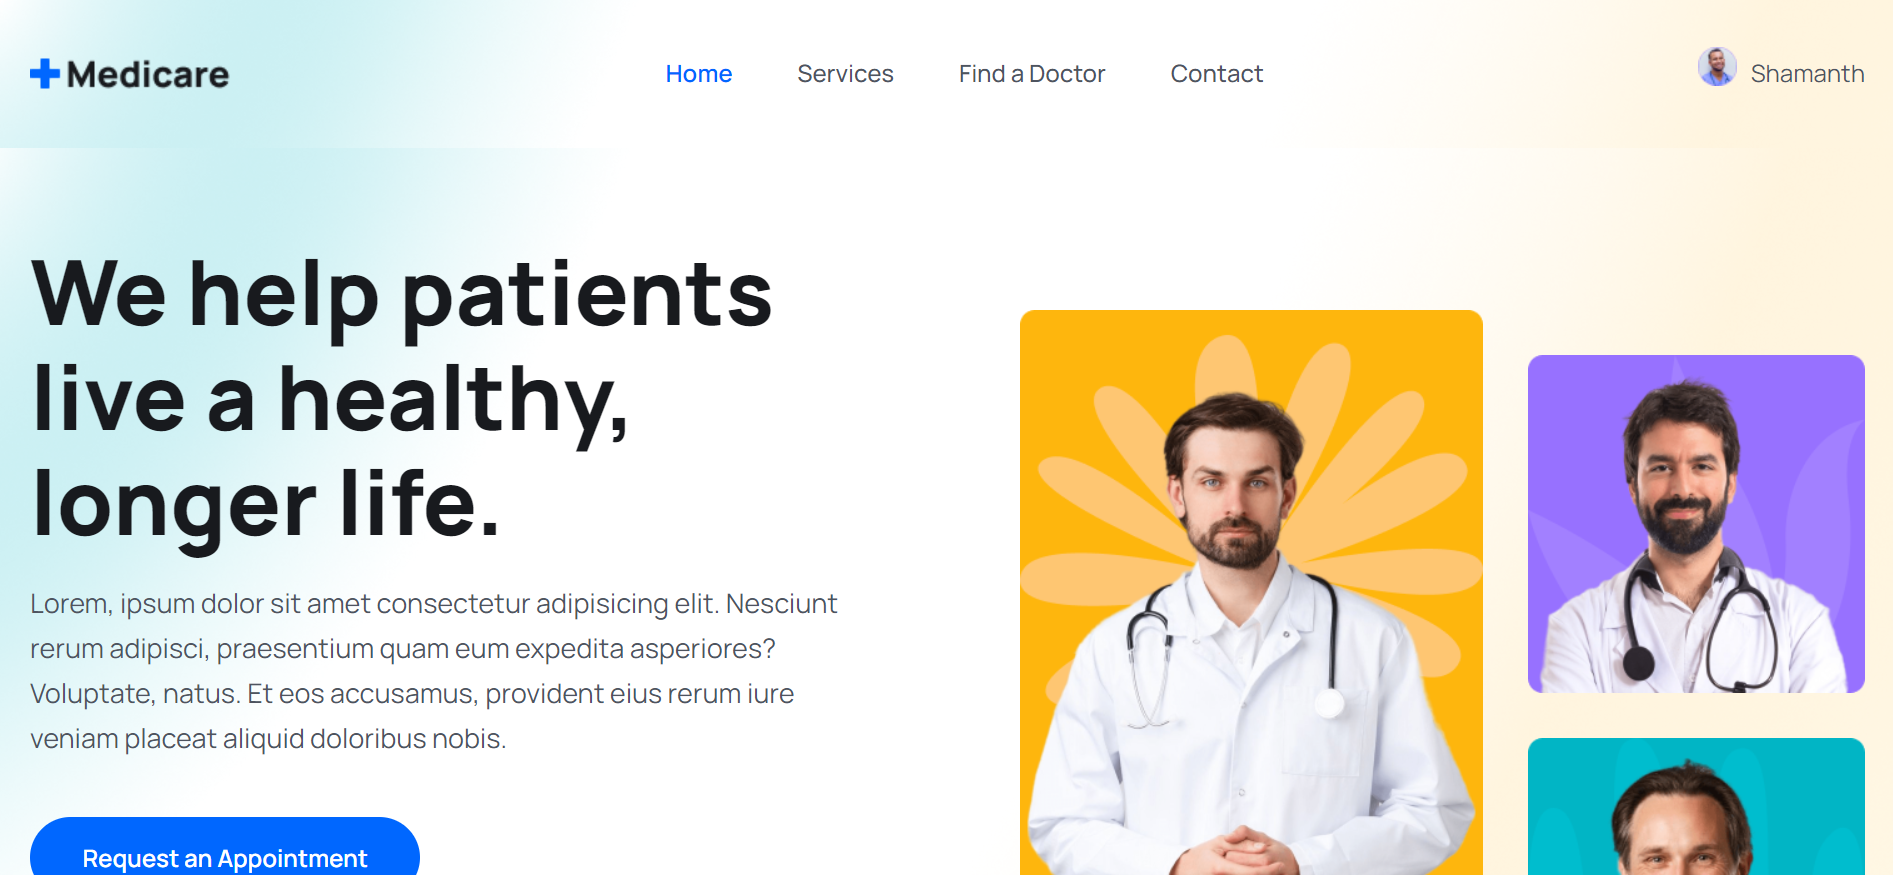 Medicare
Home
Services
Find a Doctor
Contact
Shamanth
We help patients
live a healthy,
longer life.
Lorem, ipsum dolor sit amet consectetur adipisicing elit. Nesciunt
rerum adipisci, praesentium quam eum expedita asperiores?
Voluptate, natus. Et eos accusamus, provident eius rerum iure
veniam placeat aliquid doloribus nobis.
Request an Appointment